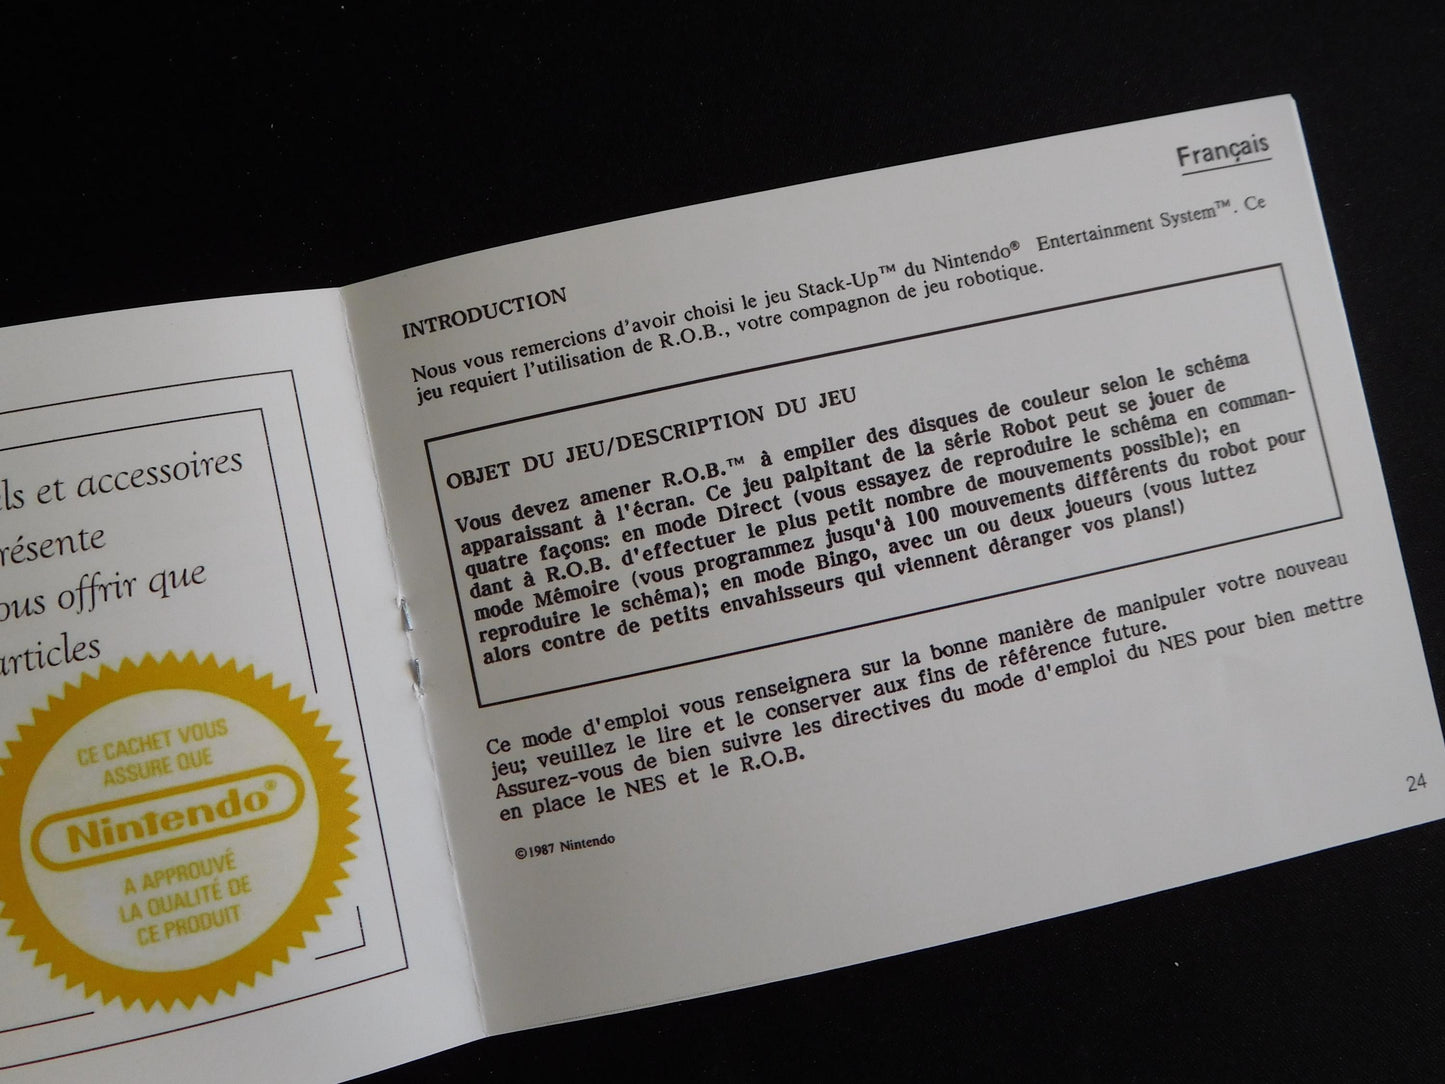 ls et accessoires
résente
ous offrir que
articles
CE CACHET VOUS
ASSURE QUE
Nintendo®
A APPROUVÉ
LA QUALITÉ DE
CE PRODUIT
Français
INTRODUCTION
Nous vous remercions d'avoir choisi le jeu Stack-Up™ du Nintendo® Entertainment System™. Ce
jeu requiert l'utilisation de R.O.B., votre compagnon de jeu robotique.
OBJET DU JEU/DESCRIPTION DU JEU
Vous devez amener R.O.B.™ à empiler des disques de couleur selon le schéma
apparaissant à l'écran. Ce jeu palpitant de la série Robot peut se jouer de
quatre façons: en mode Direct (vous essayez de reproduire le schéma en comman-
dant à R.O.B. d'effectuer le plus petit nombre de mouvements possible); en
mode Mémoire (vous programmez jusqu'à 100 mouvements différents du robot pour
reproduire le schéma); en mode Bingo, avec un ou deux joueurs (vous luttez
alors contre de petits envahisseurs qui viennent déranger vos plans!)
Ce mode d'emploi vous renseignera sur la bonne manière de manipuler votre nouveau
jeu; veuillez le lire et le conserver aux fins de référence future.
Assurez-vous de bien suivre les directives du mode d'emploi du NES pour bien mettre
en place le NES et le R.O.B.
©1987 Nintendo
24